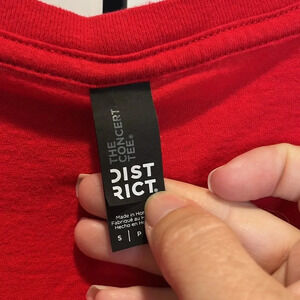 THE
CONCERT
TEE®
DIST
RICT.
Made in
Fabriqué au
Hecho en
S P